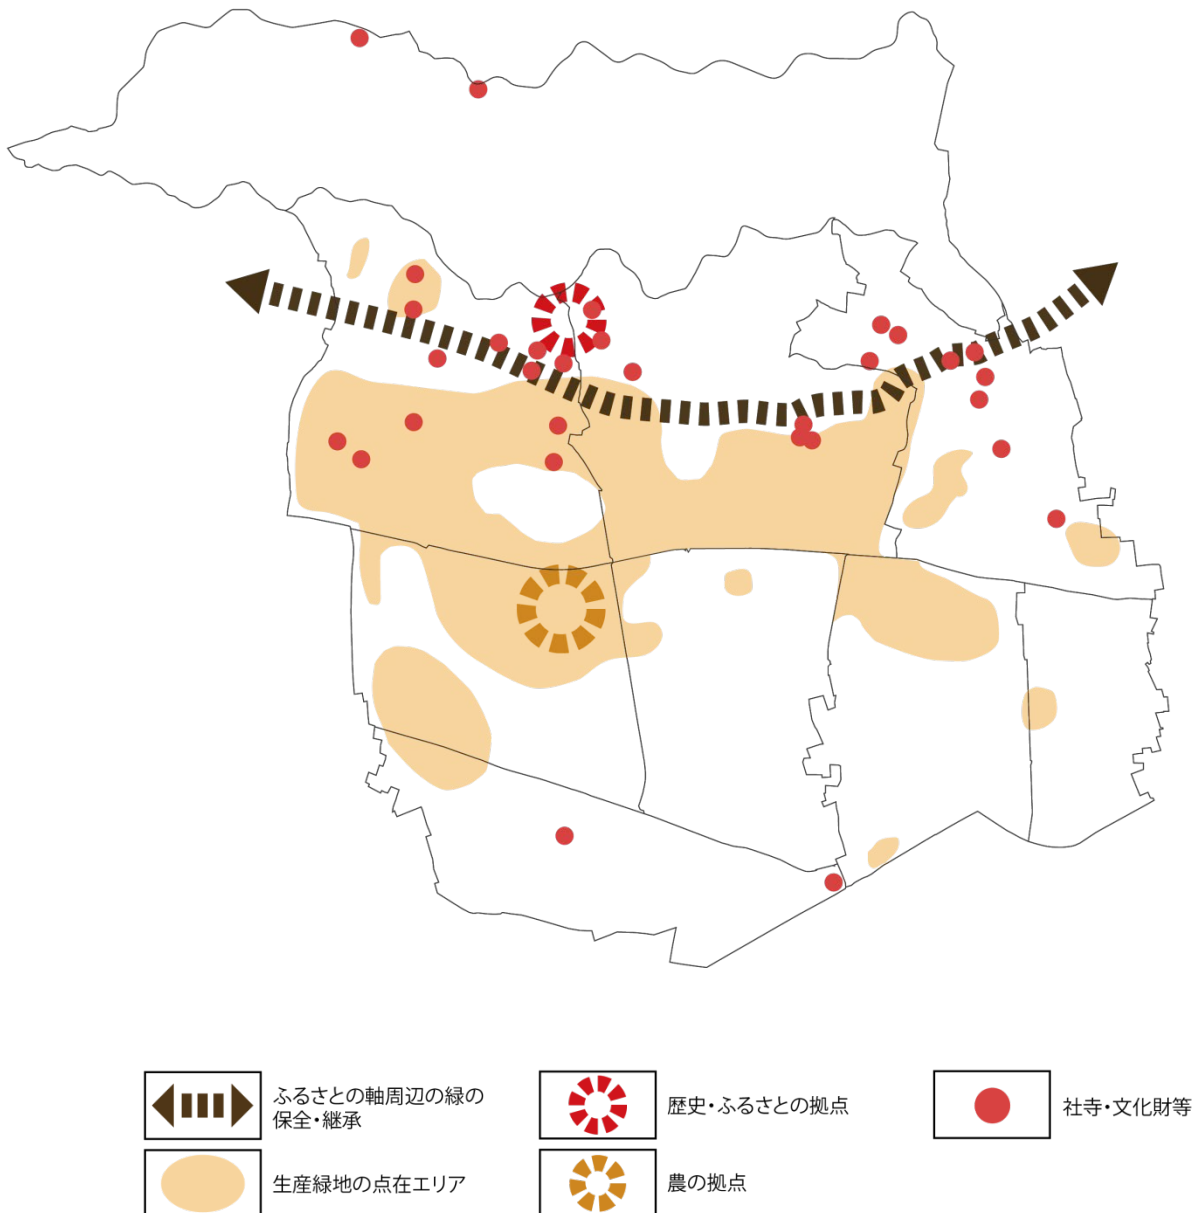 ふるさとの軸周辺の緑の
保全・継承
歴史・ふるさとの拠点
社寺・文化財等
生産緑地の点在エリア
農の拠点